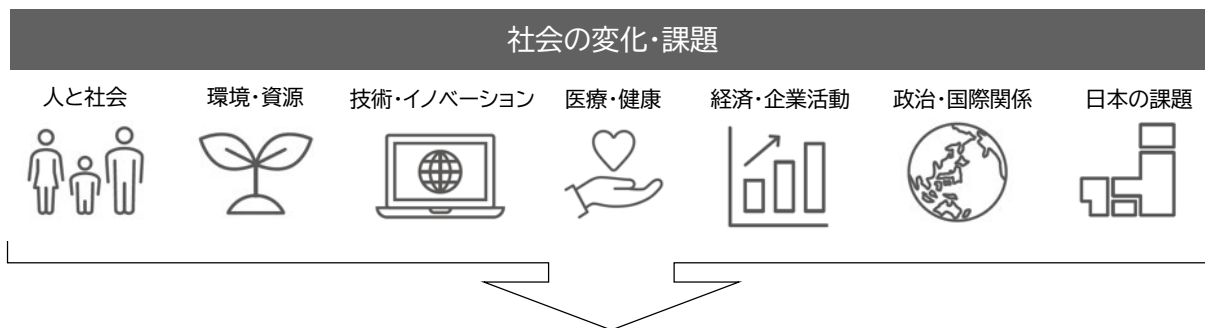 社会の変化・課題
人と社会
環境・資源
技術・イノベーション
医療・健康
経済・企業活動
政治・国際関係
日本の課題